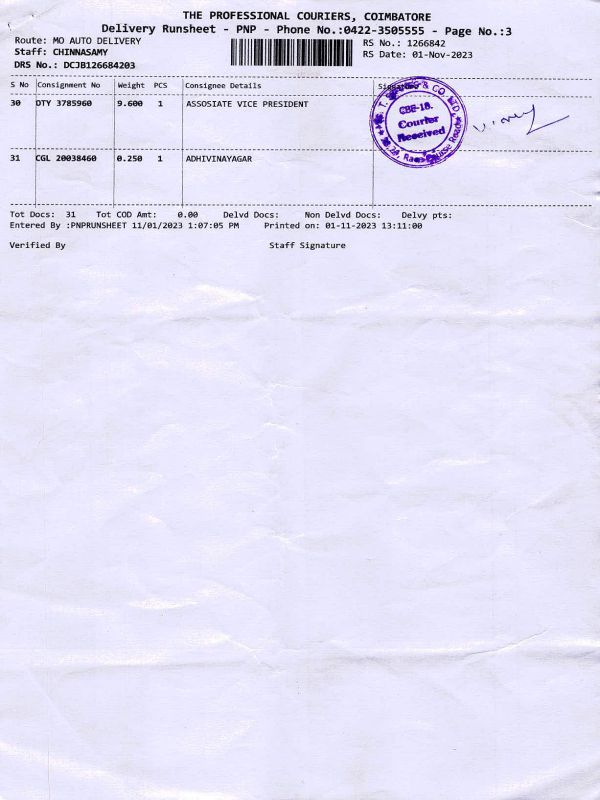 THE PROFESSIONAL COURIERS, COIMBATORE
Delivery Runsheet - PNP - Phone No.:0422-3505555 - Page No.:3
Route: MO AUTO DELIVERY
RS No.: 1266842
Staff: CHINNASAMY
RS Date: 01-Nov-2023
DRS No.: DCJB126684203
S No Consignment No Weight PCS Consignee Details Signature
30 OTY 3785960 9.600 1 ASSOSIATE VICE PRESIDENT
& CO. LTD.
CBE-18.
Courier
Received
31 CGL 20038460 0.250 1 ADHIVINAYAGAR
Tot Docs: 31 Tot COD Amt: 0.00 Delvd Docs: Non Delvd Docs: Delvy pts:
Entered By :PNPRUNSHEET 11/01/2023 1:07:05 PM Printed on: 01-11-2023 13:11:00
Verified By Staff Signature